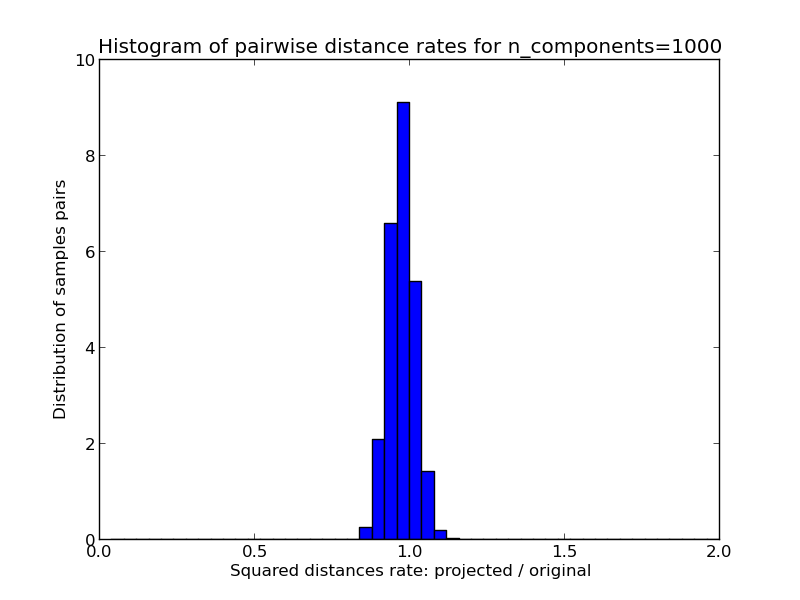 Histogram of pairwise distance rates for n_components=1000
10
8
6
4
2
0
Distribution of samples pairs
0.0 0.5 1.0 1.5 2.0
Squared distances rate: projected / original